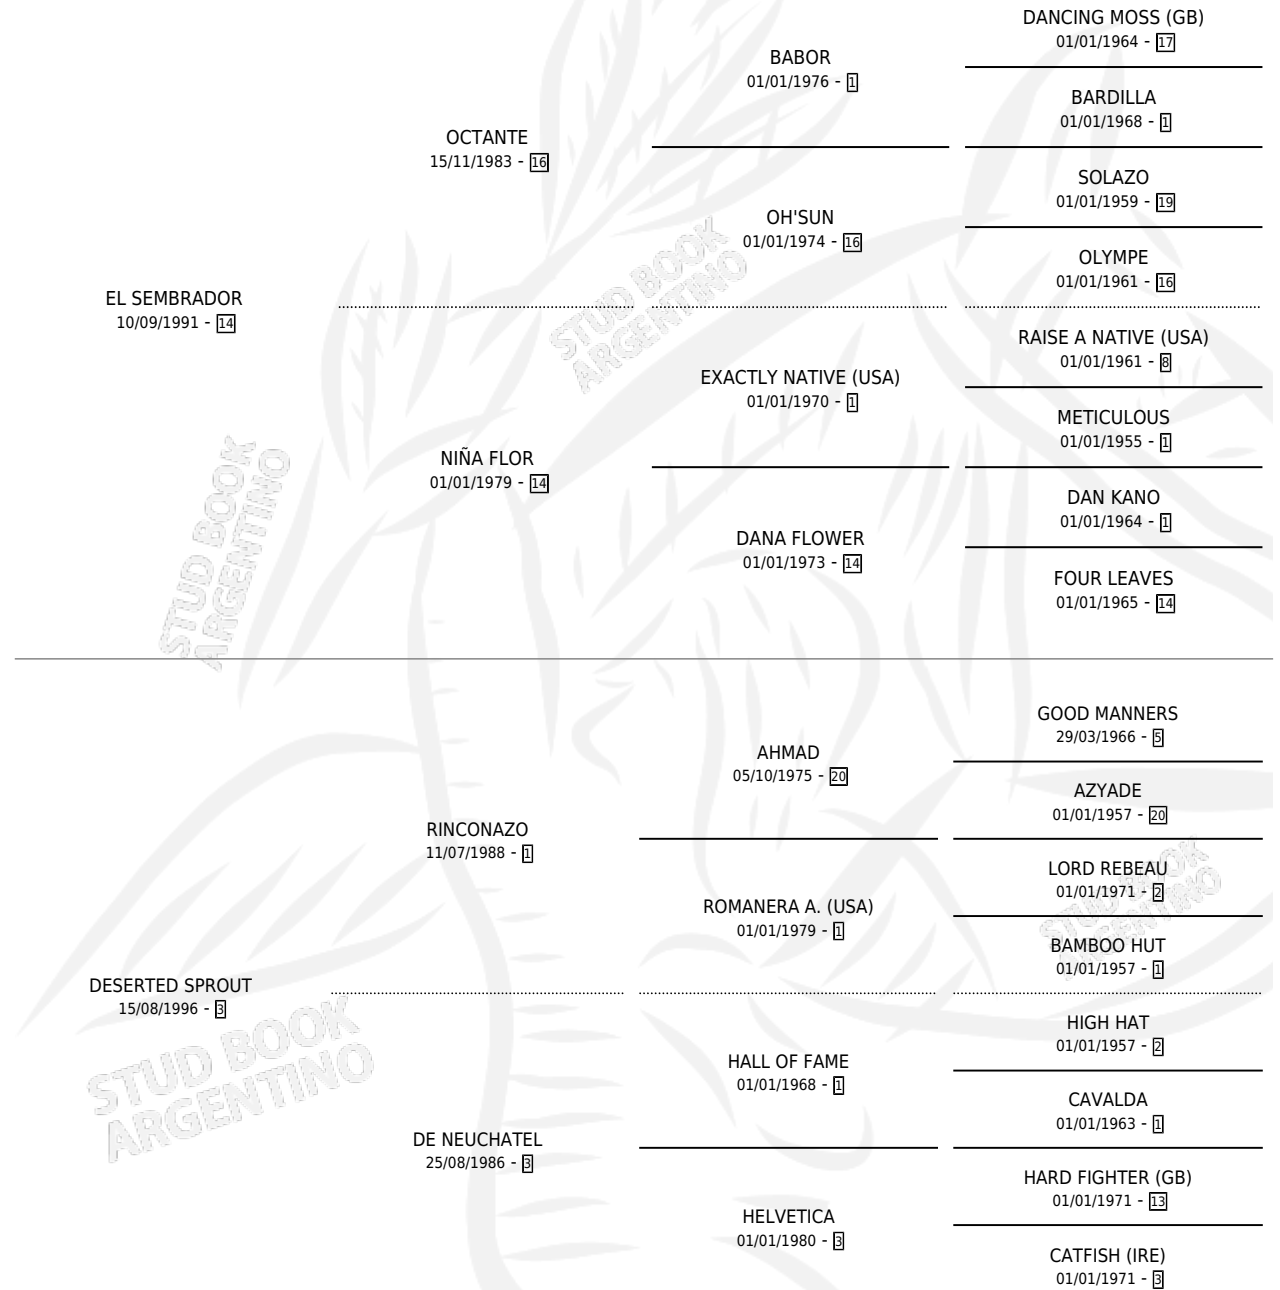 DANCING MOSS (GB)
01/01/1964 - 17
BABOR
01/01/1976 - 1
BARDILLA
01/01/1968 - 1
OCTANTE
15/11/1983 - 16
SOLAZO
01/01/1959 - 19
OH'SUN
01/01/1974 - 16
OLYMPE
01/01/1961 - 16
EL SEMBRADOR
10/09/1991 - 14
RAISE A NATIVE (USA)
01/01/1961 - 8
EXACTLY NATIVE (USA)
01/01/1970 - 1
METICULOUS
01/01/1955 - 1
NIÑA FLOR
01/01/1979 - 14
DAN KANO
01/01/1964 - 1
DANA FLOWER
01/01/1973 - 14
FOUR LEAVES
01/01/1965 - 14
GOOD MANNERS
29/03/1966 - 5
AHMAD
05/10/1975 - 20
AZYADE
01/01/1957 - 20
RINCONAZO
11/07/1988 - 1
LORD REBEAU
01/01/1971 - 2
ROMANERA A. (USA)
01/01/1979 - 1
BAMBOO HUT
01/01/1957 - 1
DESERTED SPROUT
15/08/1996 - 3
HIGH HAT
01/01/1957 - 2
HALL OF FAME
01/01/1968 - 1
CAVALDA
01/01/1963 - 1
DE NEUCHATEL
25/08/1986 - 3
HARD FIGHTER (GB)
01/01/1971 - 13
HELVETICA
01/01/1980 - 3
CATFISH (IRE)
01/01/1971 - 3
STUD BOOK
ARGENTINO
STUD BOOK
ARGENTINO
STUD BOOK
ARGENTINO
STUD BOOK
ARGENTINO